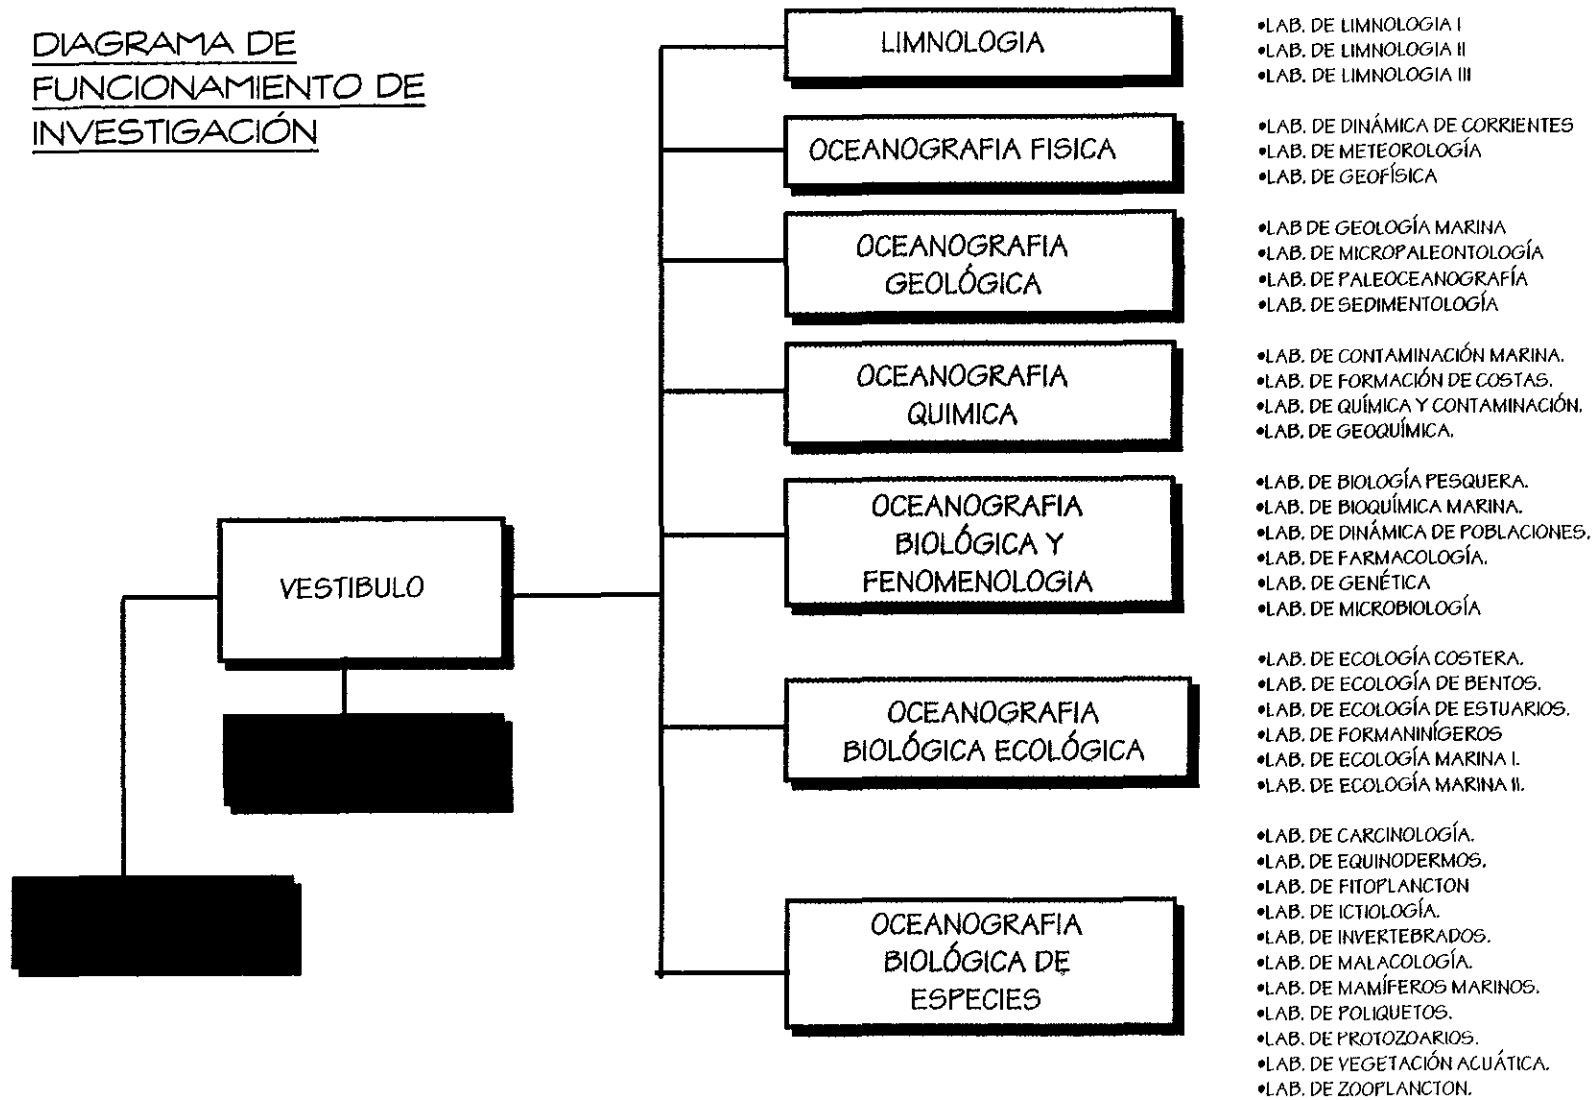 DIAGRAMA DE
FUNCIONAMIENTO DE
INVESTIGACIÓN
VESTIBULO
LIMNOLOGIA
•LAB. DE LIMNOLOGIA I
•LAB. DE LIMNOLOGIA II
•LAB. DE LIMNOLOGIA III
OCEANOGRAFIA FISICA
•LAB. DE DINÁMICA DE CORRIENTES
•LAB. DE METEOROLOGÍA
•LAB. DE GEOFÍSICA
OCEANOGRAFIA
GEOLÓGICA
•LAB DE GEOLOGÍA MARINA
•LAB. DE MICROPALEONTOLOGÍA
•LAB. DE PALEOCEANOGRAFÍA
•LAB. DE SEDIMENTOLOGÍA
OCEANOGRAFIA
QUIMICA
•LAB. DE CONTAMINACIÓN MARINA.
•LAB. DE FORMACIÓN DE COSTAS.
•LAB. DE QUÍMICA Y CONTAMINACIÓN.
•LAB. DE GEOQUÍMICA.
OCEANOGRAFIA
BIOLÓGICA Y
FENOMENOLOGIA
•LAB. DE BIOLOGÍA PESQUERA.
•LAB. DE BIOQUÍMICA MARINA.
•LAB. DE DINÁMICA DE POBLACIONES.
•LAB. DE FARMACOLOGÍA.
•LAB. DE GENÉTICA
•LAB. DE MICROBIOLOGÍA
OCEANOGRAFIA
BIOLÓGICA ECOLÓGICA
•LAB. DE ECOLOGÍA COSTERA.
•LAB. DE ECOLOGÍA DE BENTOS.
•LAB. DE ECOLOGÍA DE ESTUARIOS.
•LAB. DE FORMANINÍGEROS
•LAB. DE ECOLOGÍA MARINA I.
•LAB. DE ECOLOGÍA MARINA II.
OCEANOGRAFIA
BIOLÓGICA DE
ESPECIES
•LAB. DE CARCINOLOGÍA.
•LAB. DE EQUINODERMOS.
•LAB. DE FITOPLANCTON
•LAB. DE ICTIOLOGÍA.
•LAB. DE INVERTEBRADOS.
•LAB. DE MALACOLOGÍA.
•LAB. DE MAMÍFEROS MARINOS.
•LAB. DE POLIQUETOS.
•LAB. DE PROTOZOARIOS.
•LAB. DE VEGETACIÓN ACUÁTICA.
•LAB. DE ZOOPLANCTON.